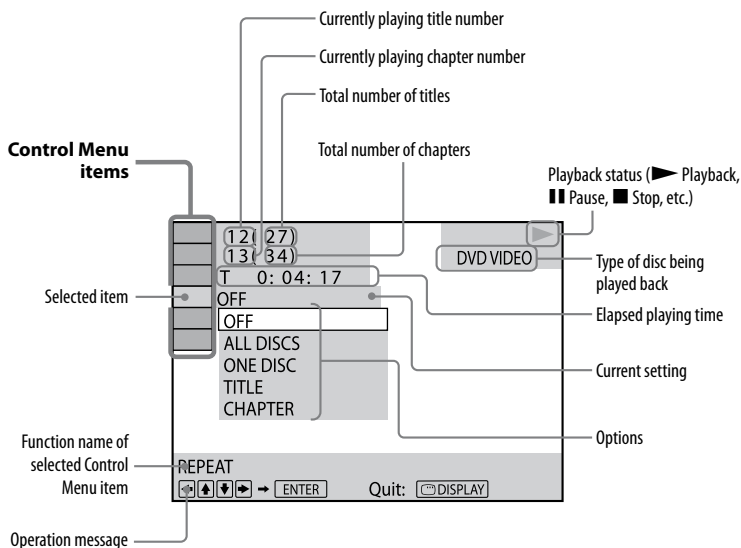 Currently playing title number
Currently playing chapter number
Total number of titles
Control Menu
items
Total number of chapters
Playback status (▶ Playback,
❚❚ Pause, ■ Stop, etc.)
12( 27)
13( 34)
T 0: 04: 17
DVD VIDEO
Type of disc being
played back
Selected item
OFF
Elapsed playing time
OFF
ALL DISCS
ONE DISC
TITLE
CHAPTER
Current setting
Options
Function name of
selected Control
Menu item
REPEAT
← ↑ ↓ → → ENTER Quit: DISPLAY
Operation message